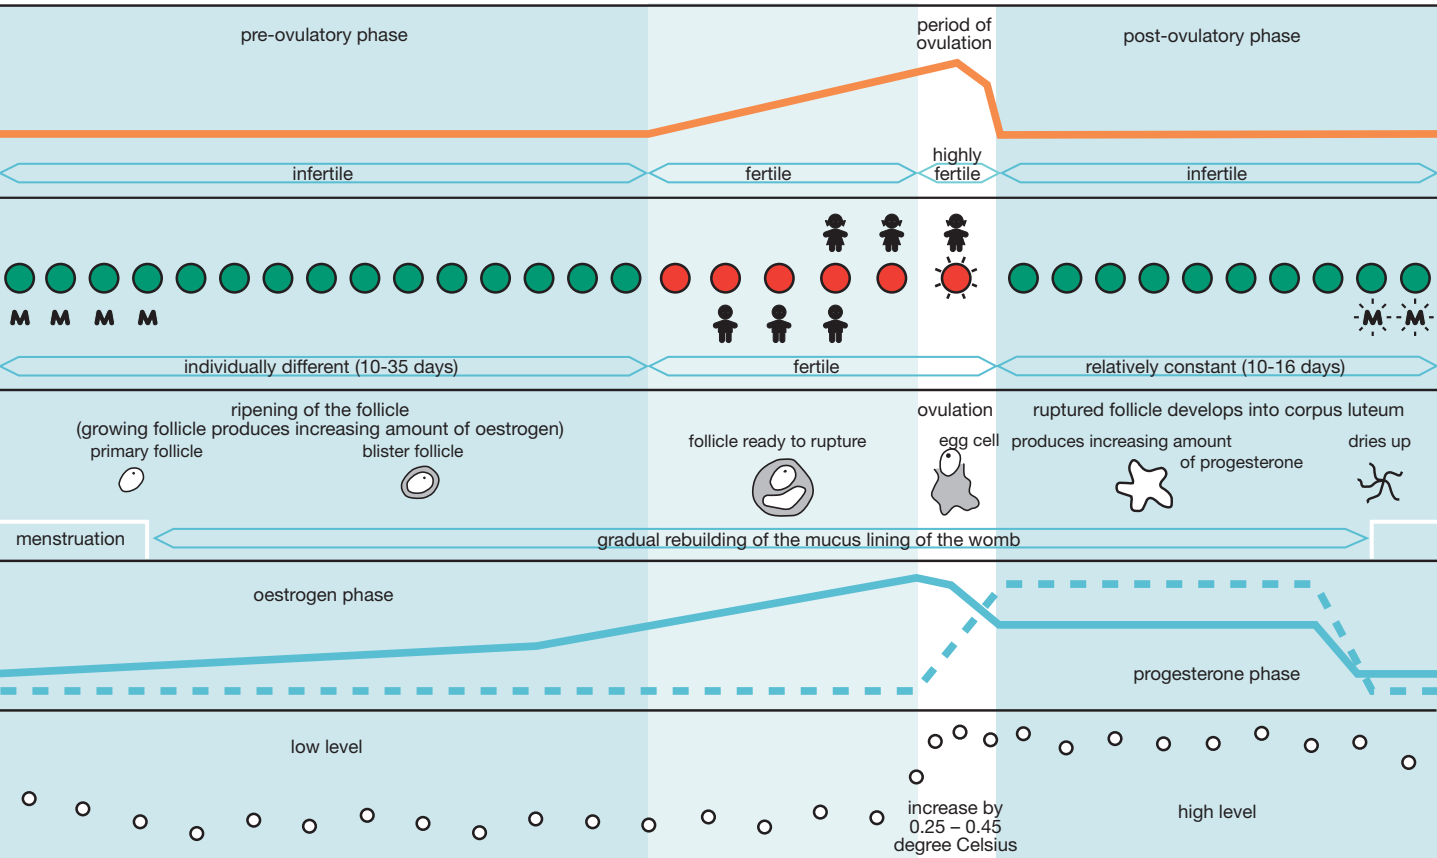 pre-ovulatory phase
period of
ovulation
post-ovulatory phase
infertile
fertile
highly
fertile
infertile
M M M M
M M
individually different (10-35 days)
fertile
relatively constant (10-16 days)
ripening of the follicle
(growing follicle produces increasing amount of oestrogen)
primary follicle
blister follicle
follicle ready to rupture
ovulation
egg cell
ruptured follicle develops into corpus luteum
produces increasing amount
of progesterone
dries up
menstruation
gradual rebuilding of the mucus lining of the womb
oestrogen phase
progesterone phase
low level
increase by
0.25 – 0.45
degree Celsius
high level